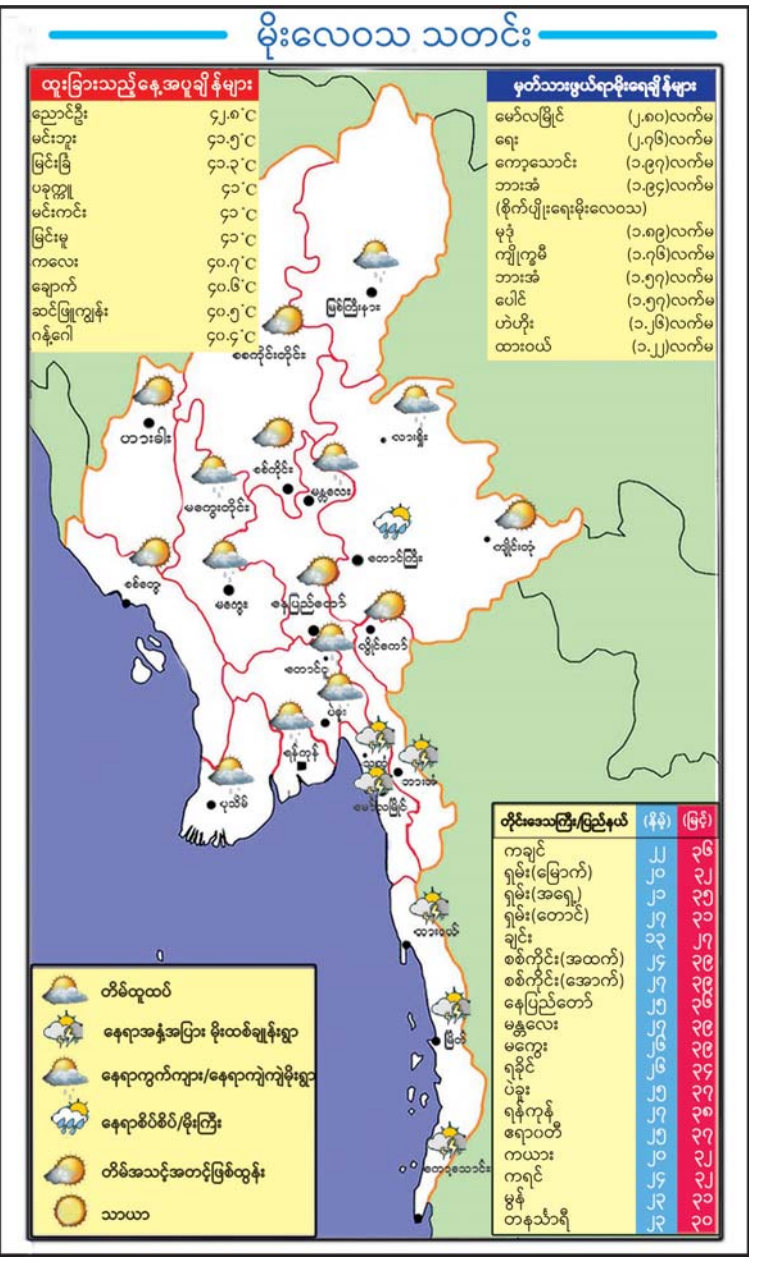 မိုးလေဝသ သတင်း
ထူးခြားသည့်နေ့အပူချိန်များ
ညောင်ဦး ၄၂.၈°C
မင်းဘူး ၄၁.၅°C
မြင်းခြံ ၄၁.၃°C
ပခုက္ကူ ၄၁°C
မင်းကင်း ၄၁°C
မြင်းမူ ၄၁°C
ကလေး ၄၀.၇°C
ချောက် ၄၀.၆°C
ဆင်ဖြူကျွန်း ၄၀.၅°C
ဂန့်ဂေါ ၄၀.၄°C
မှတ်သားဖွယ်ရာမိုးရေချိန်များ
မော်လမြိုင် (၂.၈၀)လက်မ
ရေး (၂.၇၆)လက်မ
ကော့သောင်း (၁.၉၇)လက်မ
ဘားအံ (၁.၉၄)လက်မ
(စိုက်ပျိုးရေးမိုးလေဝသ)
မုဒုံ (၁.၈၉)လက်မ
ကျိုက္ခမီ (၁.၇၆)လက်မ
ဘားအံ (၁.၅၇)လက်မ
ပေါင် (၁.၅၇)လက်မ
ဟဲဟိုး (၁.၂၆)လက်မ
ထားဝယ် (၁.၂၂)လက်မ
မြစ်ကြီးနား
စစ်ကိုင်းတိုင်း
ဟားခါး
လားရှိုး
စစ်ကိုင်း
မန္တလေး
မကွေးတိုင်း
တောင်ကြီး
ကျိုင်းတုံ
စစ်တွေ
မကွေး
နေပြည်တော်
လွိုင်ကော်
တောင်ငူ
ပဲခူး
ရန်ကုန်
သထုံ
ဘားအံ
ပုသိမ်
မော်လမြိုင်
ထားဝယ်
မြိတ်
ကော့သောင်း
တိမ်ထူထပ်
နေရာအနှံ့အပြား မိုးထစ်ချုန်းရွာ
နေရာကွက်ကျား/နေရာကျဲကျဲမိုးရွာ
နေရာစိပ်စိပ်/မိုးကြီး
တိမ်အသင့်အတင့်ဖြစ်ထွန်း
သာယာ
တိုင်းဒေသကြီး/ပြည်နယ် (နိမ့်) (မြင့်)
ကချင် ၂၂ ၃၆
ရှမ်း(မြောက်) ၂၀ ၃၂
ရှမ်း(အရှေ့) ၂၁ ၃၅
ရှမ်း(တောင်) ၂၇ ၃၁
ချင်း ၁၃ ၂၇
စစ်ကိုင်း(အထက်) ၂၄ ၃၉
စစ်ကိုင်း(အောက်) ၂၇ ၃၉
နေပြည်တော် ၂၅ ၃၆
မန္တလေး ၂၇ ၃၉
မကွေး ၂၆ ၃၉
ရခိုင် ၂၆ ၃၄
ပဲခူး ၂၅ ၃၇
ရန်ကုန် ၂၇ ၃၈
ဧရာဝတီ ၂၅ ၃၇
ကယား ၂၀ ၃၂
ကရင် ၂၄ ၃၂
မွန် ၂၃ ၃၁
တနင်္သာရီ ၂၃ ၃၀